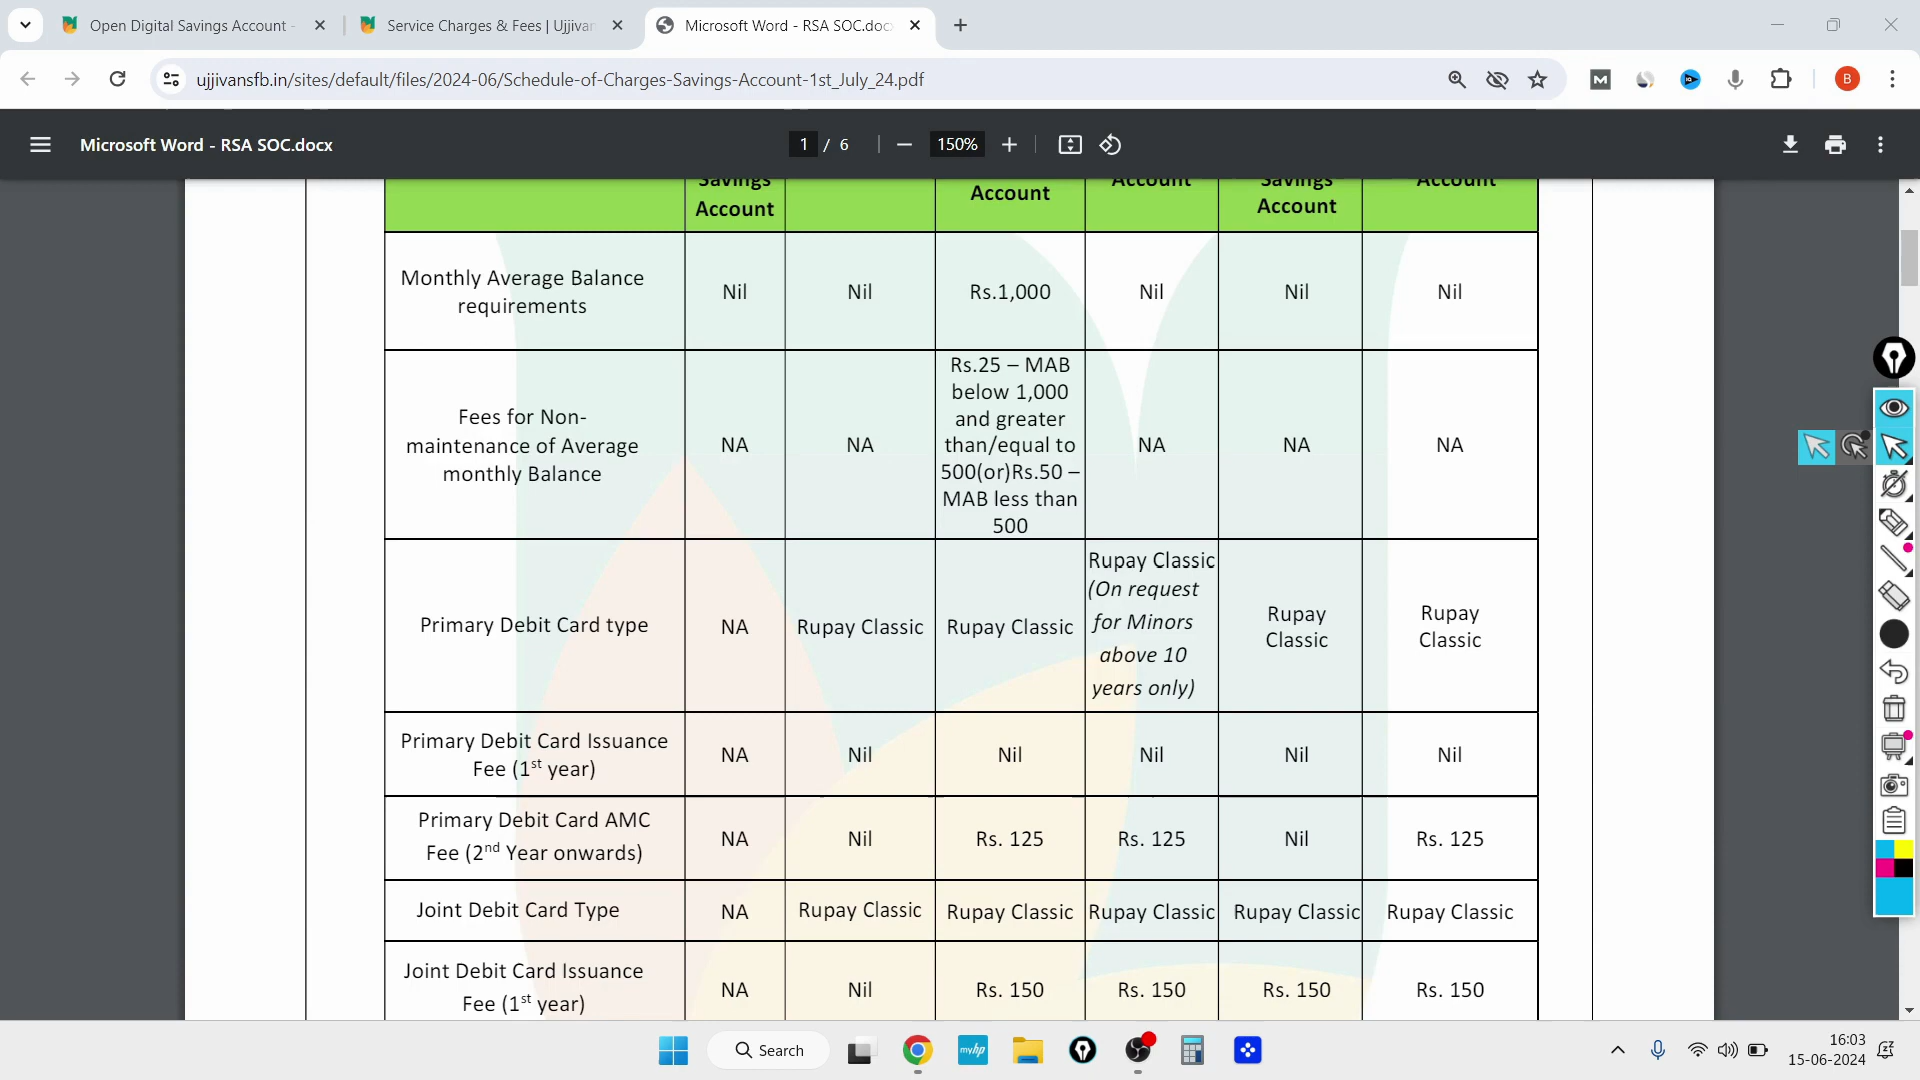 Open Digital Savings Account -
Service Charges & Fees | Ujjivan
Microsoft Word - RSA SOC.doc
ujjivansfb.in/sites/default/files/2024-06/Schedule-of-Charges-Savings-Account-1st_July_24.pdf
M
B
Microsoft Word - RSA SOC.docx
1 / 6
150%
Savings Account
Account
Account
Savings Account
Account
Monthly Average Balance
requirements
Nil
Nil
Rs.1,000
Nil
Nil
Nil
Fees for Non-
maintenance of Average
monthly Balance
NA
NA
Rs.25 – MAB
below 1,000
and greater
than/equal to
500(or)Rs.50 –
MAB less than
500
NA
NA
NA
Primary Debit Card type
NA
Rupay Classic
Rupay Classic
Rupay Classic
(On request
for Minors
above 10
years only)
Rupay
Classic
Rupay
Classic
Primary Debit Card Issuance
Fee (1st year)
NA
Nil
Nil
Nil
Nil
Nil
Primary Debit Card AMC
Fee (2nd Year onwards)
NA
Nil
Rs. 125
Rs. 125
Nil
Rs. 125
Joint Debit Card Type
NA
Rupay Classic
Rupay Classic
Rupay Classic
Rupay Classic
Rupay Classic
Joint Debit Card Issuance
Fee (1st year)
NA
Nil
Rs. 150
Rs. 150
Rs. 150
Rs. 150
Search
myhp
16:03
15-06-2024